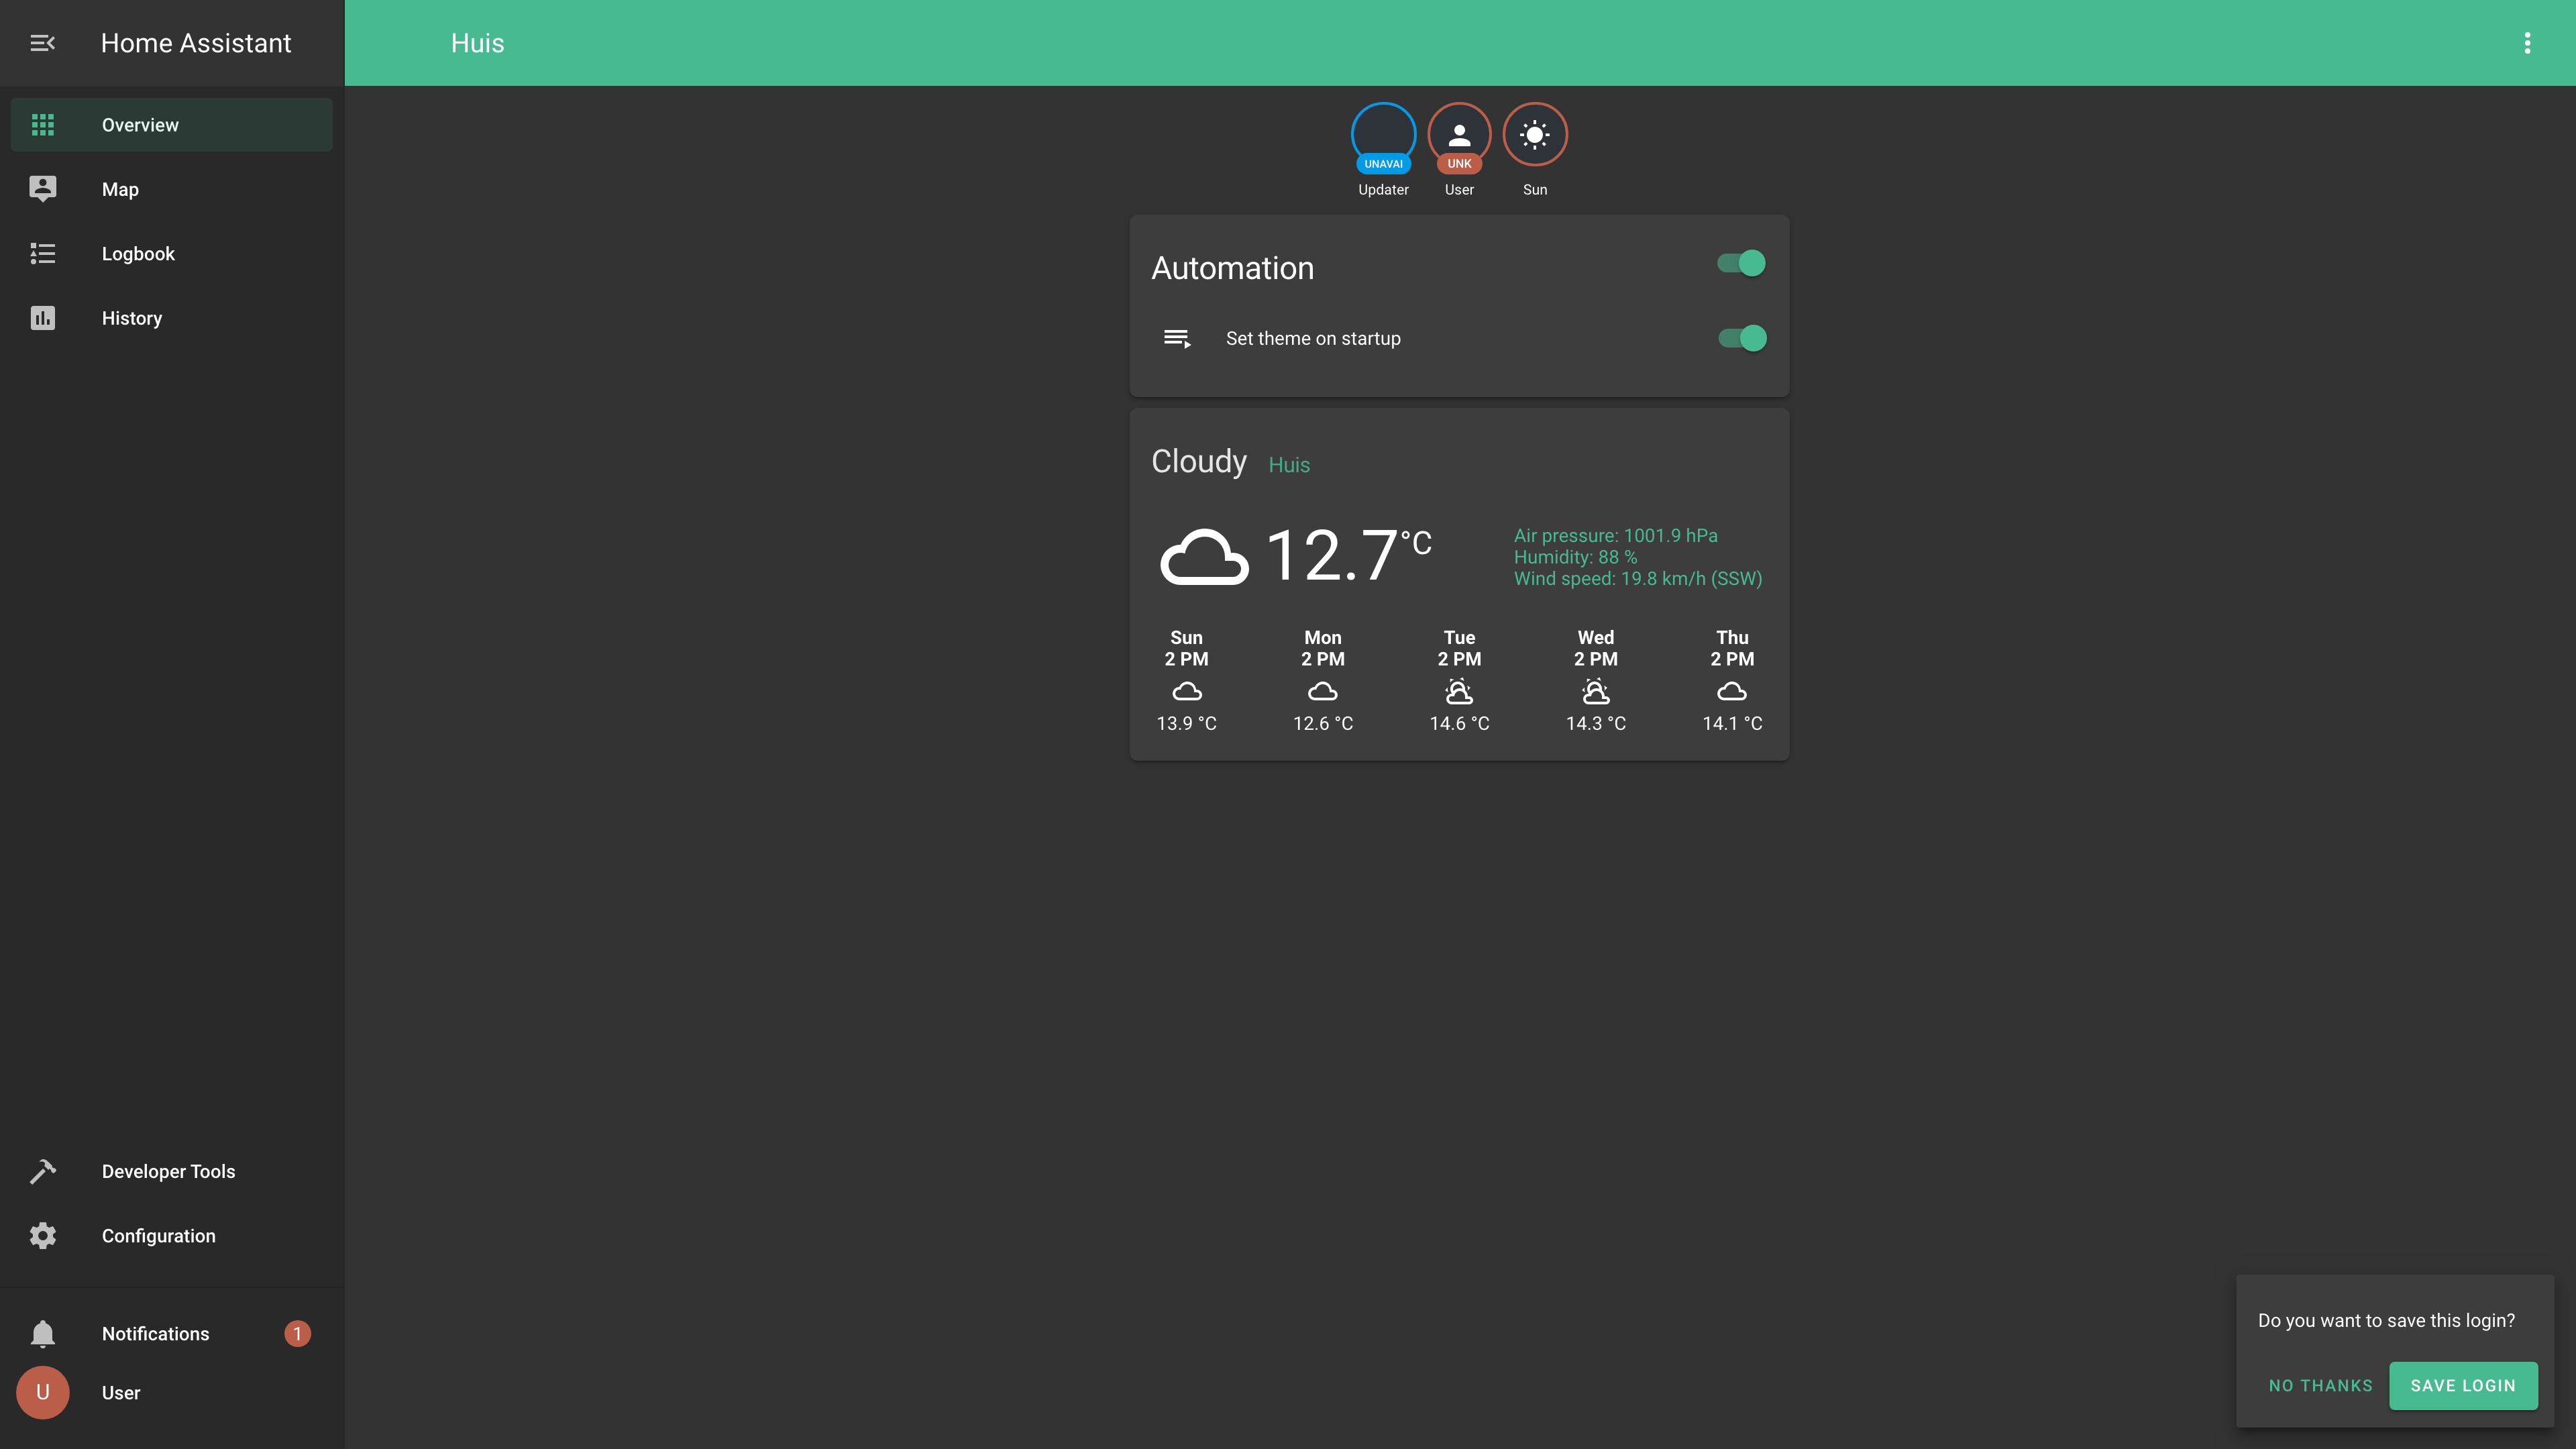 Home Assistant
Huis
Overview
Map
Logbook
History
Developer Tools
Configuration
Notifications
1
U
User
UNAVAI
UNK
Updater
User
Sun
Automation
Set theme on startup
Cloudy Huis
12.7 °C
Air pressure: 1001.9 hPa
Humidity: 88 %
Wind speed: 19.8 km/h (SSW)
Sun Mon Tue Wed Thu
2 PM 2 PM 2 PM 2 PM 2 PM
13.9 °C 12.6 °C 14.6 °C 14.3 °C 14.1 °C
Do you want to save this login?
NO THANKS SAVE LOGIN